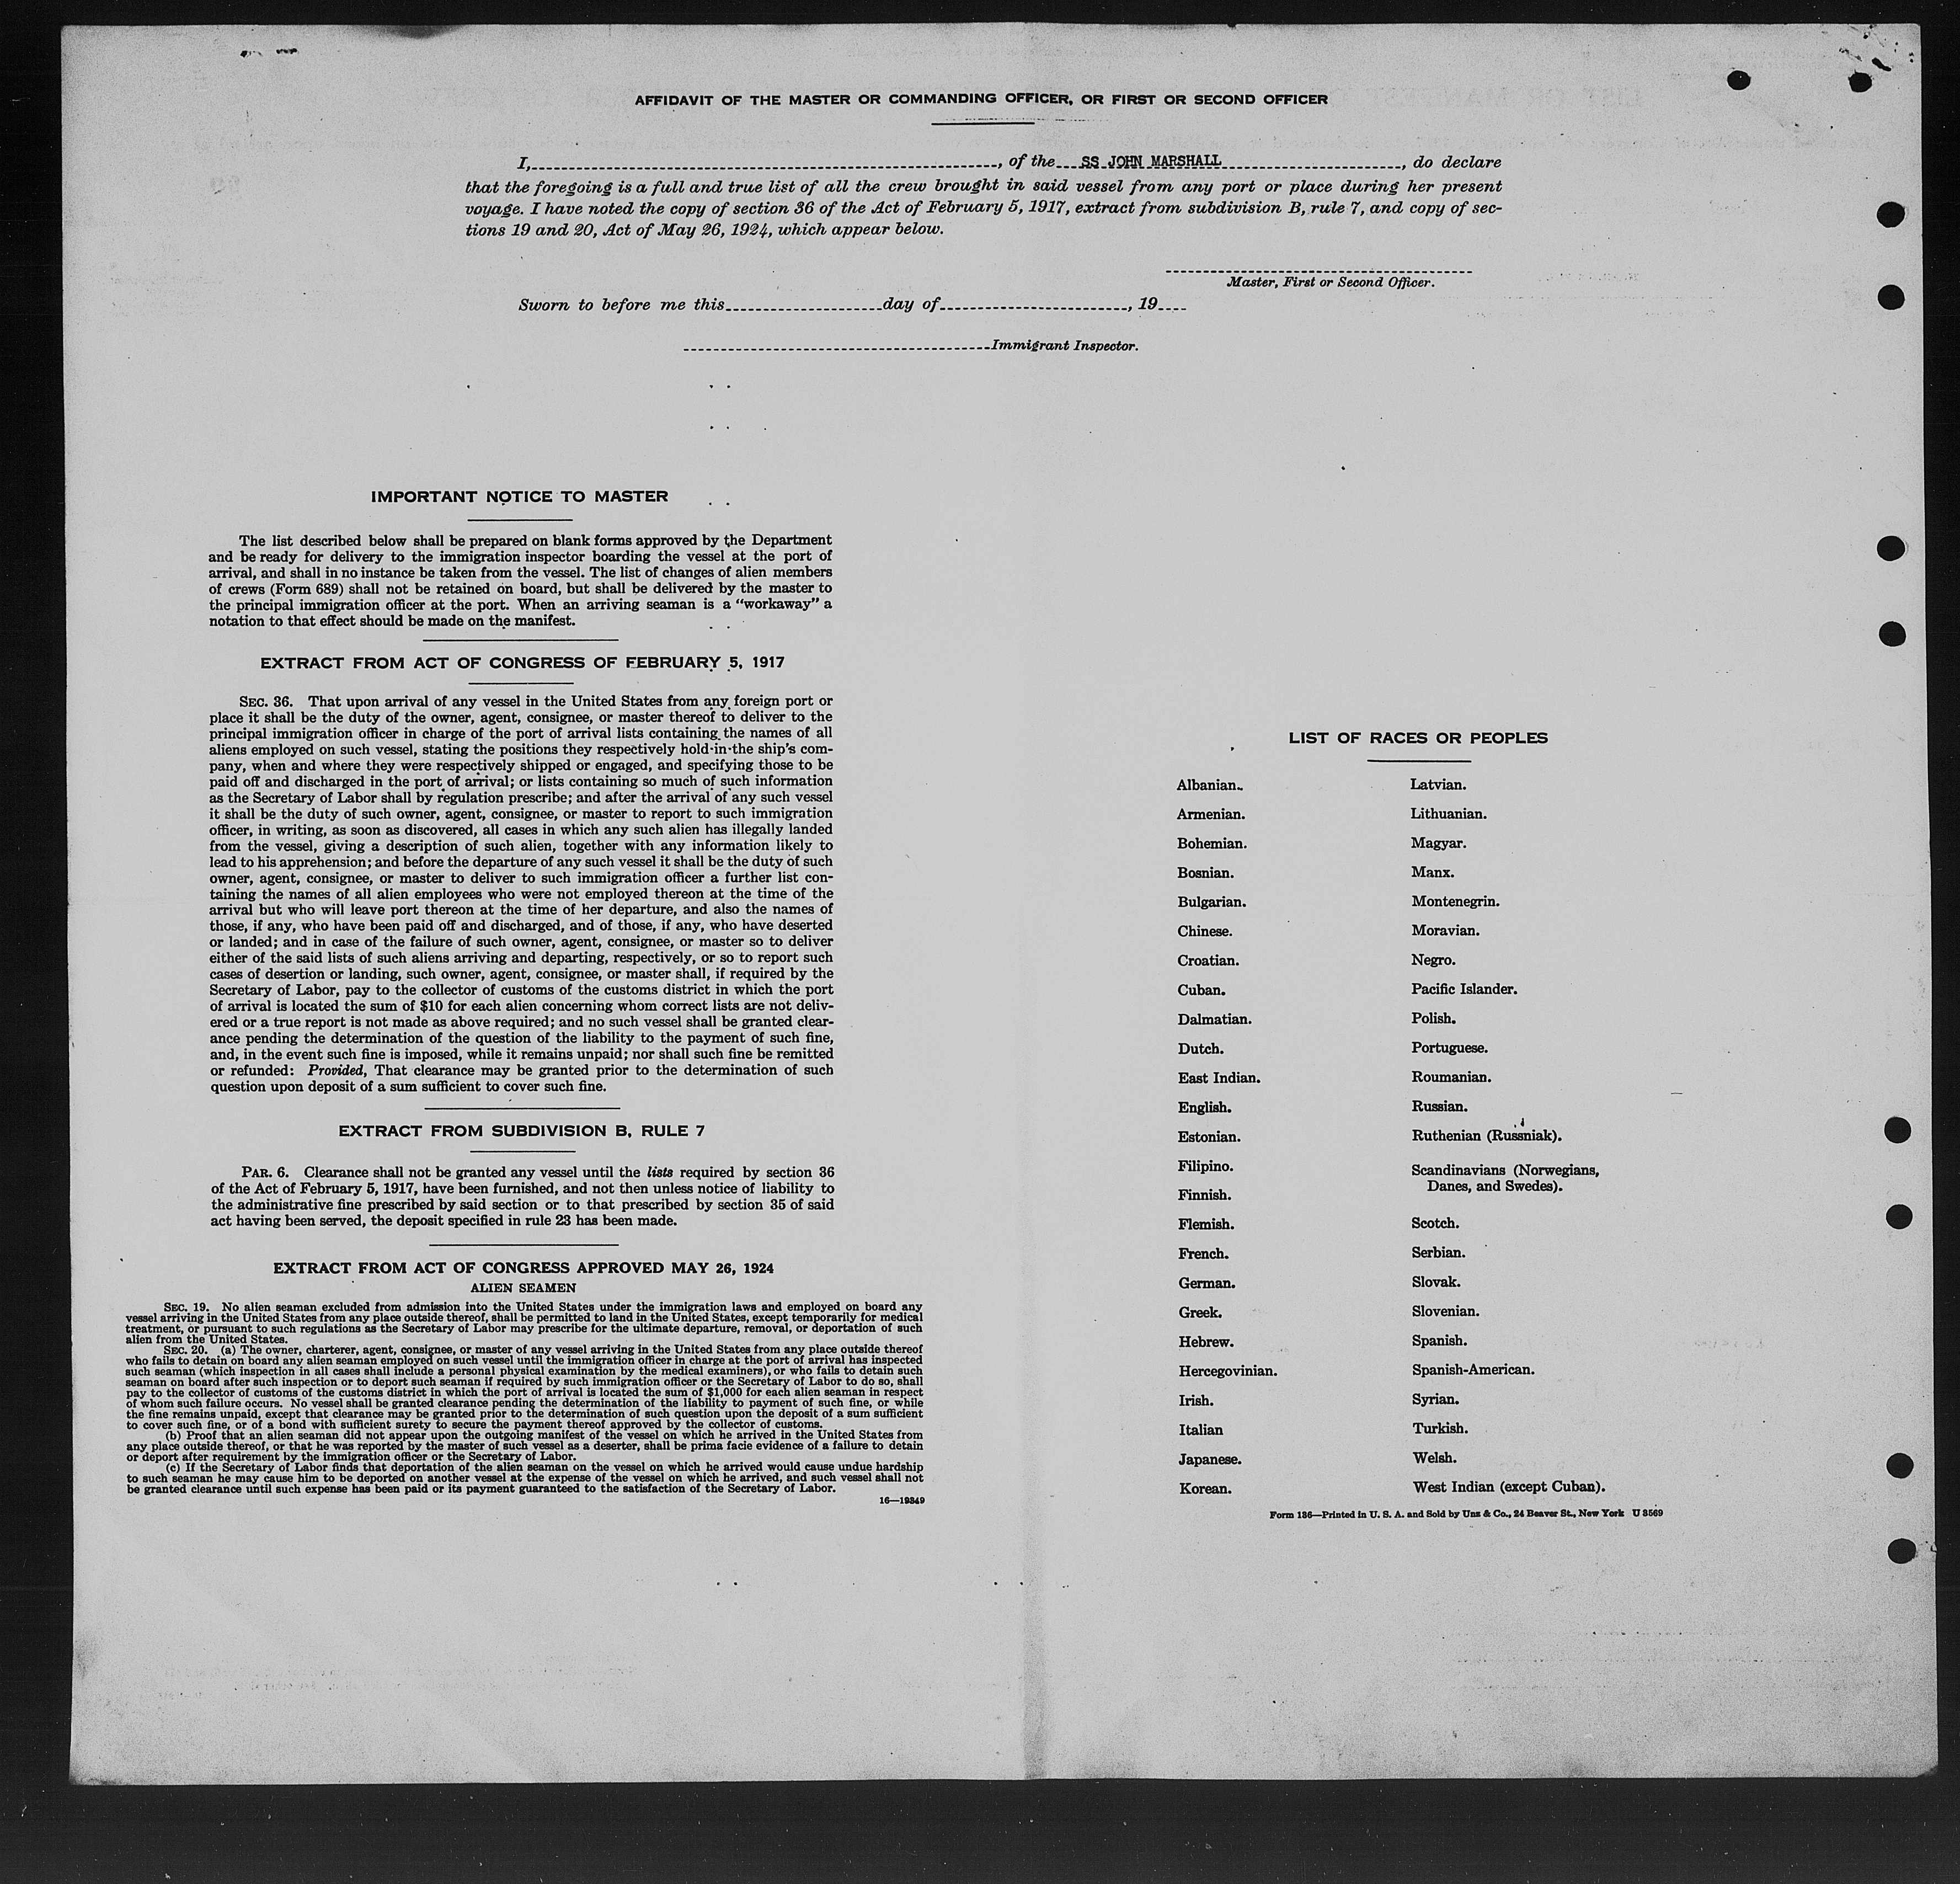 AFFIDAVIT OF THE MASTER OR COMMANDING OFFICER, OR FIRST OR SECOND OFFICER
I, , of the SS JOHN MARSHALL , do declare
that the foregoing is a full and true list of all the crew brought in said vessel from any port or place during her present
voyage. I have noted the copy of section 36 of the Act of February 5, 1917, extract from subdivision B, rule 7, and copy of sec-
tions 19 and 20, Act of May 26, 1924, which appear below.
Master, First or Second Officer.
Sworn to before me this day of , 19
Immigrant Inspector.
IMPORTANT NOTICE TO MASTER
The list described below shall be prepared on blank forms approved by the Department
and be ready for delivery to the immigration inspector boarding the vessel at the port of
arrival, and shall in no instance be taken from the vessel. The list of changes of alien members
of crews (Form 689) shall not be retained on board, but shall be delivered by the master to
the principal immigration officer at the port. When an arriving seaman is a "workaway" a
notation to that effect should be made on the manifest.
EXTRACT FROM ACT OF CONGRESS OF FEBRUARY 5, 1917
SEC. 36. That upon arrival of any vessel in the United States from any foreign port or
place it shall be the duty of the owner, agent, consignee, or master thereof to deliver to the
principal immigration officer in charge of the port of arrival lists containing the names of all
aliens employed on such vessel, stating the positions they respectively hold in the ship's com-
pany, when and where they were respectively shipped or engaged, and specifying those to be
paid off and discharged in the port of arrival; or lists containing so much of such information
as the Secretary of Labor shall by regulation prescribe; and after the arrival of any such vessel
it shall be the duty of such owner, agent, consignee, or master to report to such immigration
officer, in writing, as soon as discovered, all cases in which any such alien has illegally landed
from the vessel, giving a description of such alien, together with any information likely to
lead to his apprehension; and before the departure of any such vessel it shall be the duty of such
owner, agent, consignee, or master to deliver to such immigration officer a further list con-
taining the names of all alien employees who were not employed thereon at the time of the
arrival but who will leave port thereon at the time of her departure, and also the names of
those, if any, who have been paid off and discharged, and of those, if any, who have deserted
or landed; and in case of the failure of such owner, agent, consignee, or master so to deliver
either of the said lists of such aliens arriving and departing, respectively, or so to report such
cases of desertion or landing, such owner, agent, consignee, or master shall, if required by the
Secretary of Labor, pay to the collector of customs of the customs district in which the port
of arrival is located the sum of $10 for each alien concerning whom correct lists are not deliv-
ered or a true report is not made as above required; and no such vessel shall be granted clear-
ance pending the determination of the question of the liability to the payment of such fine,
and, in the event such fine is imposed, while it remains unpaid; nor shall such fine be remitted
or refunded: Provided, That clearance may be granted prior to the determination of such
question upon deposit of a sum sufficient to cover such fine.
EXTRACT FROM SUBDIVISION B, RULE 7
PAR. 6. Clearance shall not be granted any vessel until the lists required by section 36
of the Act of February 5, 1917, have been furnished, and not then unless notice of liability to
the administrative fine prescribed by said section or to that prescribed by section 35 of said
act having been served, the deposit specified in rule 23 has been made.
EXTRACT FROM ACT OF CONGRESS APPROVED MAY 26, 1924
ALIEN SEAMEN
SEC. 19. No alien seaman excluded from admission into the United States under the immigration laws and employed on board any
vessel arriving in the United States from any place outside thereof, shall be permitted to land in the United States, except temporarily for medical
treatment, or pursuant to such regulations as the Secretary of Labor may prescribe for the ultimate departure, removal, or deportation of such
alien from the United States.
SEC. 20. (a) The owner, charterer, agent, consignee, or master of any vessel arriving in the United States from any place outside thereof
who fails to detain on board any alien seaman employed on such vessel until the immigration officer in charge at the port of arrival has inspected
such seaman (which inspection in all cases shall include a personal physical examination by the medical examiners), or who fails to detain such
seaman on board after such inspection or to deport such seaman if required by such immigration officer or the Secretary of Labor to do so, shall
pay to the collector of customs of the customs district in which the port of arrival is located the sum of $1,000 for each alien seaman in respect
of whom such failure occurs. No vessel shall be granted clearance pending the determination of the liability to payment of such fine, or while
the fine remains unpaid, except that clearance may be granted prior to the determination of such question upon the deposit of a sum sufficient
to cover such fine, or of a bond with sufficient surety to secure the payment thereof approved by the collector of customs.
(b) Proof that an alien seaman did not appear upon the outgoing manifest of the vessel on which he arrived in the United States from
any place outside thereof, or that he was reported by the master of such vessel as a deserter, shall be prima facie evidence of a failure to detain
or deport after requirement by the immigration officer or the Secretary of Labor.
(c) If the Secretary of Labor finds that deportation of the alien seaman on the vessel on which he arrived would cause undue hardship
to such seaman he may cause him to be deported on another vessel at the expense of the vessel on which he arrived, and such vessel shall not
be granted clearance until such expense has been paid or its payment guaranteed to the satisfaction of the Secretary of Labor.
16—19349
LIST OF RACES OR PEOPLES
Albanian.
Armenian.
Bohemian.
Bosnian.
Bulgarian.
Chinese.
Croatian.
Cuban.
Dalmatian.
Dutch.
East Indian.
English.
Estonian.
Filipino.
Finnish.
Flemish.
French.
German.
Greek.
Hebrew.
Hercegovinian.
Irish.
Italian
Japanese.
Korean.
Latvian.
Lithuanian.
Magyar.
Manx.
Montenegrin.
Moravian.
Negro.
Pacific Islander.
Polish.
Portuguese.
Roumanian.
Russian.
Ruthenian (Russniak).
Scandinavians (Norwegians,
Danes, and Swedes).
Scotch.
Serbian.
Slovak.
Slovenian.
Spanish.
Spanish-American.
Syrian.
Turkish.
Welsh.
West Indian (except Cuban).
Form 136—Printed in U. S. A. and Sold by Unz & Co., 24 Beaver St., New York U 3569